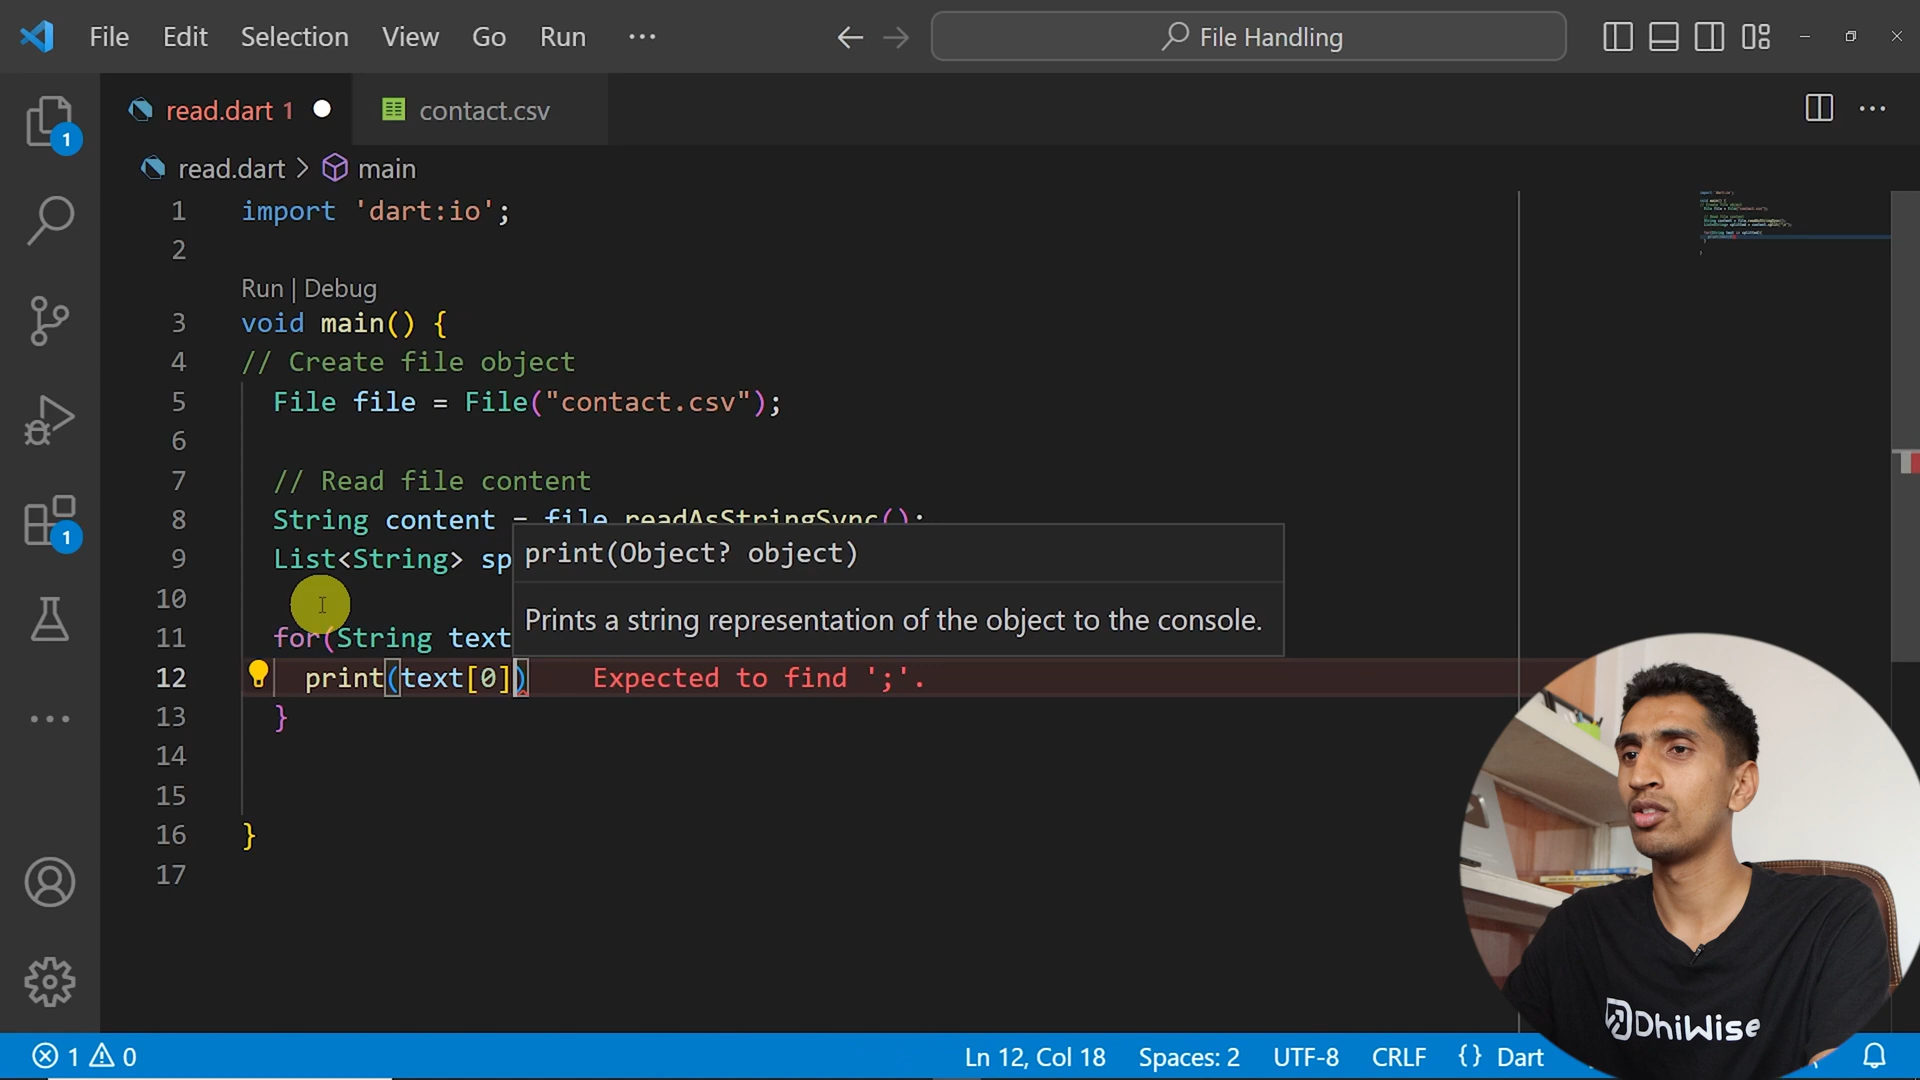 File Edit Selection View Go Run ··· File Handling
1
read.dart 1 contact.csv
read.dart > main
1 import 'dart:io';
2
Run | Debug
3 void main() {
4 // Create file object
5 File file = File("contact.csv");
6
7 // Read file content
8 String content = file.readAsStringSync();
9 List<String> sp
print(Object? object)
Prints a string representation of the object to the console.
10
11 for(String text
12 print(text[0]) Expected to find ';'.
13 }
14
15
16 }
17
1
DhiWise
1 0 Ln 12, Col 18 Spaces: 2 UTF-8 CRLF {} Dart